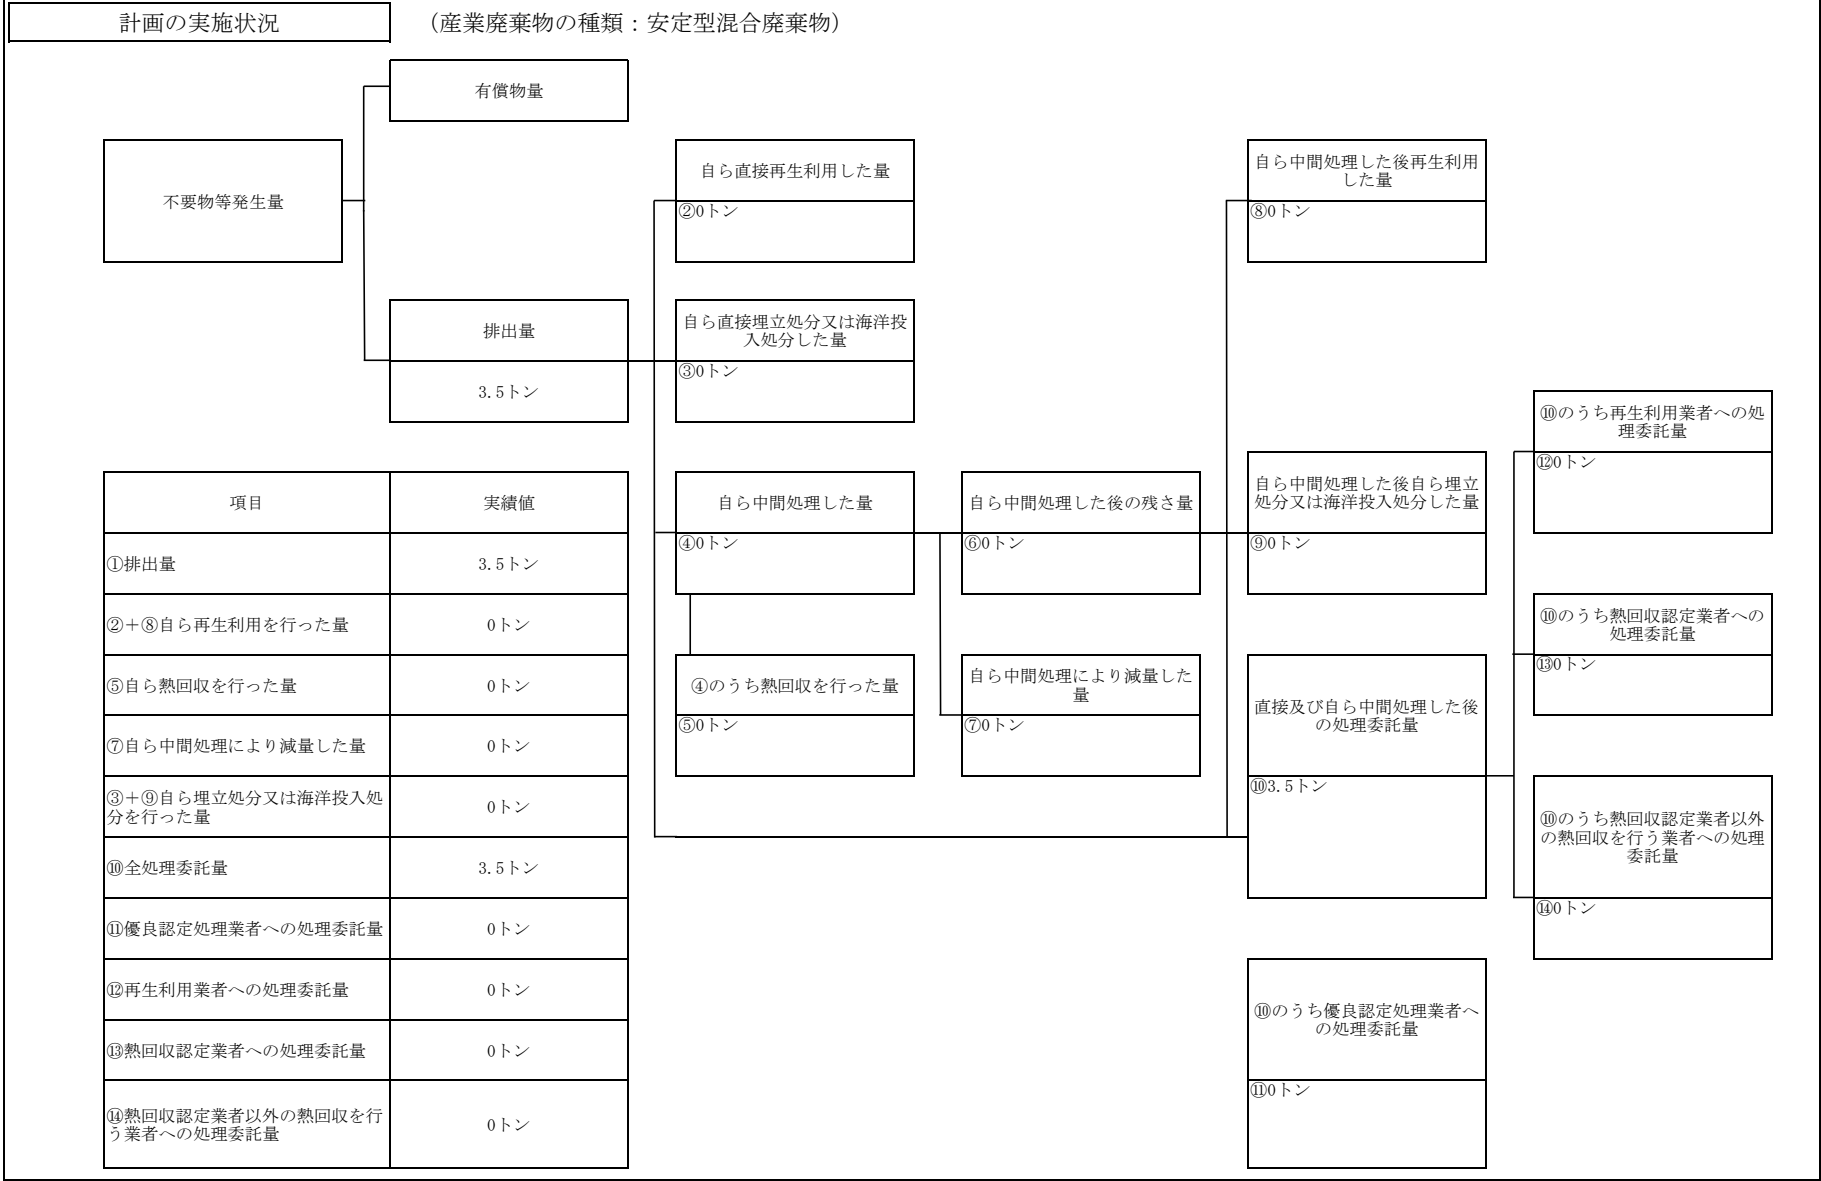 計画の実施状況
（産業廃棄物の種類：安定型混合廃棄物）
有償物量
不要物等発生量
排出量
3.5トン
自ら直接再生利用した量
②0トン
自ら直接埋立処分又は海洋投
入処分した量
③0トン
自ら中間処理した量
④0トン
④のうち熱回収を行った量
⑤0トン
自ら中間処理した後の残さ量
⑥0トン
自ら中間処理により減量した
量
⑦0トン
自ら中間処理した後再生利用
した量
⑧0トン
自ら中間処理した後自ら埋立
処分又は海洋投入処分した量
⑨0トン
直接及び自ら中間処理した後
の処理委託量
⑩3.5トン
⑩のうち優良認定処理業者へ
の処理委託量
⑪0トン
⑩のうち再生利用業者への処
理委託量
⑫0トン
⑩のうち熱回収認定業者への
処理委託量
⑬0トン
⑩のうち熱回収認定業者以外
の熱回収を行う業者への処理
委託量
⑭0トン
項目
実績値
①排出量
3.5トン
②＋⑧自ら再生利用を行った量
0トン
⑤自ら熱回収を行った量
0トン
⑦自ら中間処理により減量した量
0トン
③＋⑨自ら埋立処分又は海洋投入処
分を行った量
0トン
⑩全処理委託量
3.5トン
⑪優良認定処理業者への処理委託量
0トン
⑫再生利用業者への処理委託量
0トン
⑬熱回収認定業者への処理委託量
0トン
⑭熱回収認定業者以外の熱回収を行
う業者への処理委託量
0トン